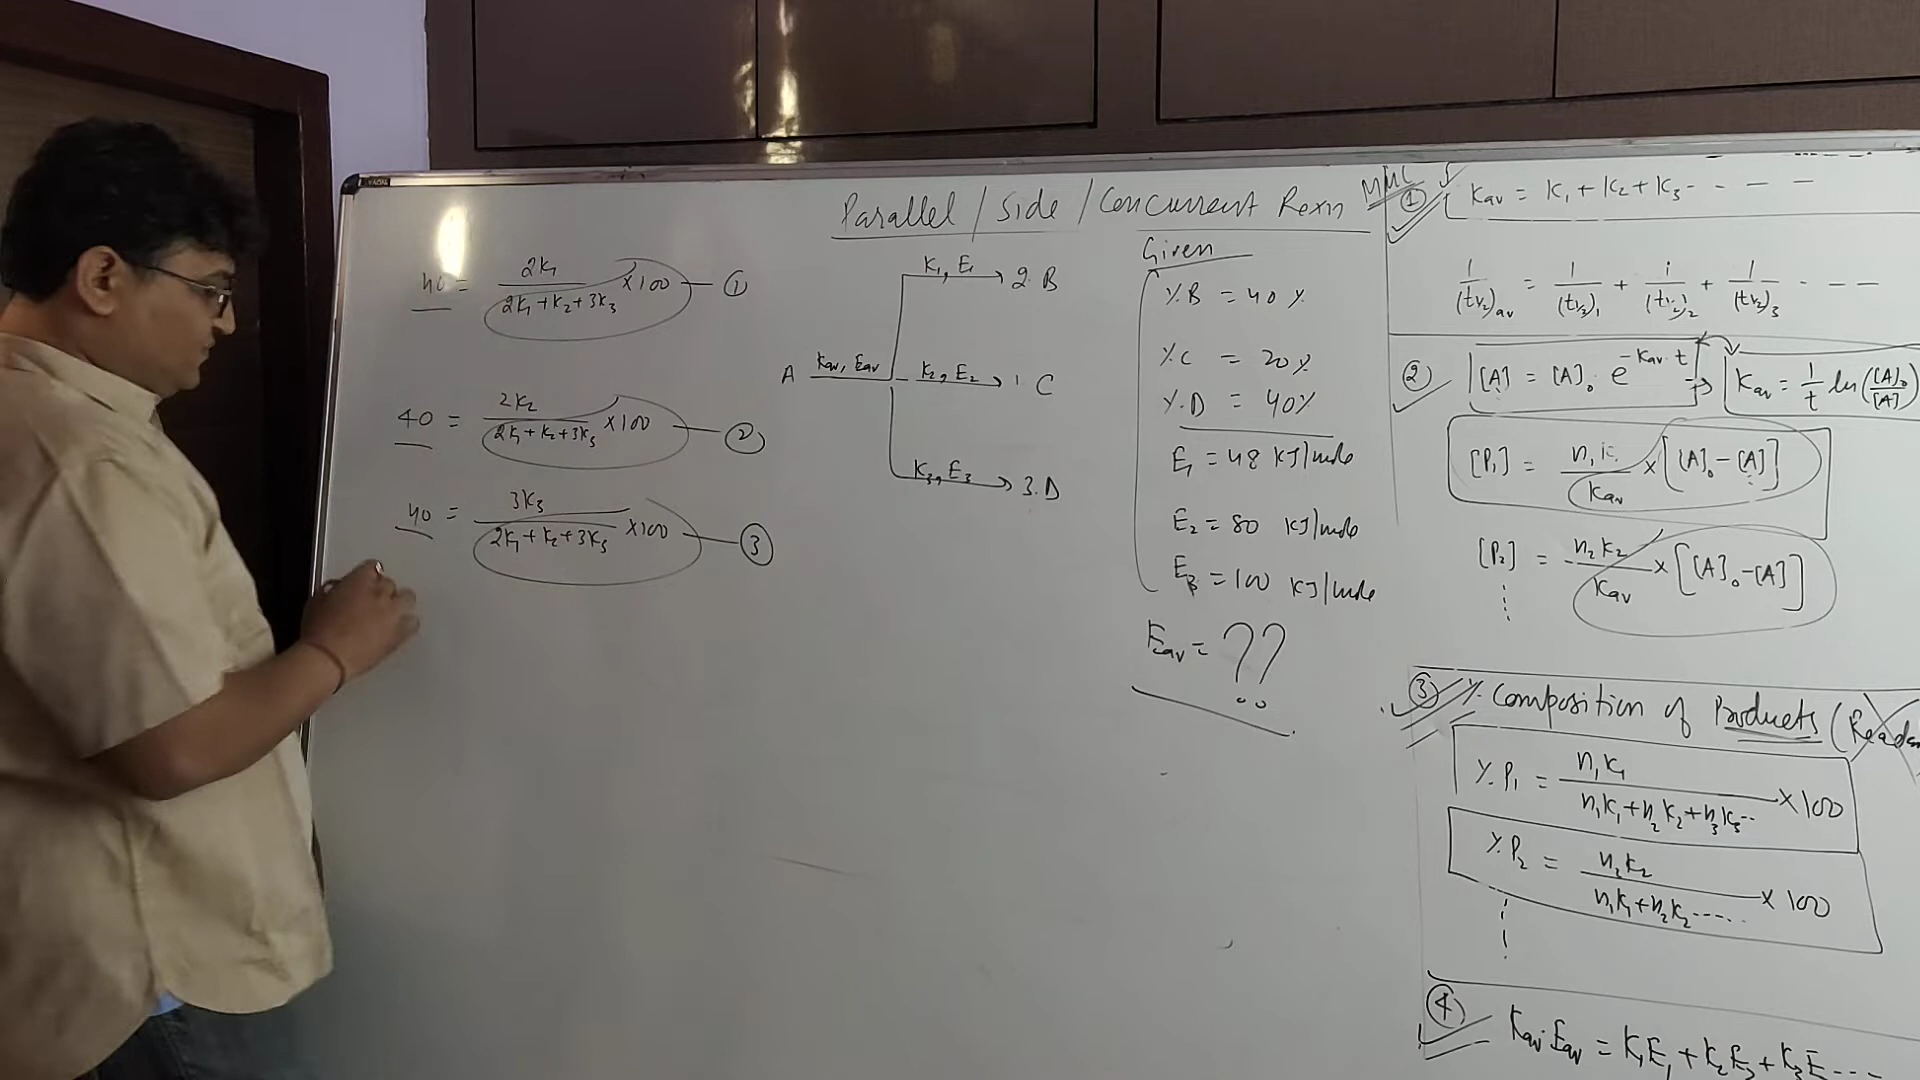 Parallel / Side / Concurrent Rexn
40 = 2K₁ / (2K₁+K₂+3K₃) ×100 — ①
40 = 2K₂ / (2K₁+K₂+3K₃) ×100 — ②
40 = 3K₃ / (2K₁+K₂+3K₃) ×100 — ③
K₁, E₁ → 2 B
A Kav, Eav
K₂, E₂ → 1 C
K₃, E₃ → 3 D
Given
% B = 40 %
% C = 20 %
% D = 40 %
E₁ = 48 KJ/mole
E₂ = 80 KJ/mole
E₃ = 100 KJ/mole
Eav = ??
MMC
① Kav = K₁ + K₂ + K₃ - - - -
1/(t½)av = 1/(t½)₁ + 1/(t½)₂ + 1/(t½)₃ - - - -
② [A] = [A]₀ e^(-Kav t) → Kav = 1/t ln([A]₀/[A])
[P₁] = n₁K₁/Kav × [[A]₀ - [A]]
[P₂] = n₂K₂/Kav × [[A]₀ - [A]]
③ % Composition of Products
% P₁ = n₁K₁ / (n₁K₁+n₂K₂+n₃K₃..) × 100
% P₂ = n₂K₂ / (n₁K₁+n₂K₂.....) × 100
④ Kav·Eav = K₁E₁ + K₂E₂ + K₃E - - -